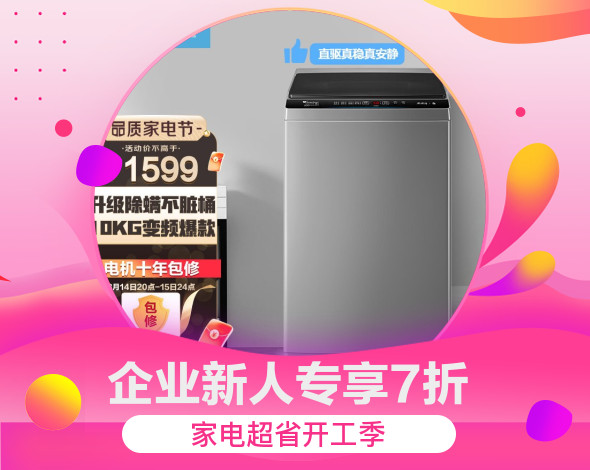 直驱真稳真安静
品质家电节
·活动价不高于·
1599
升级除螨不脏桶
10KG变频爆款
电机十年包修
月14日20点-15日24点
包修
企业新人专享7折
家电超省开工季